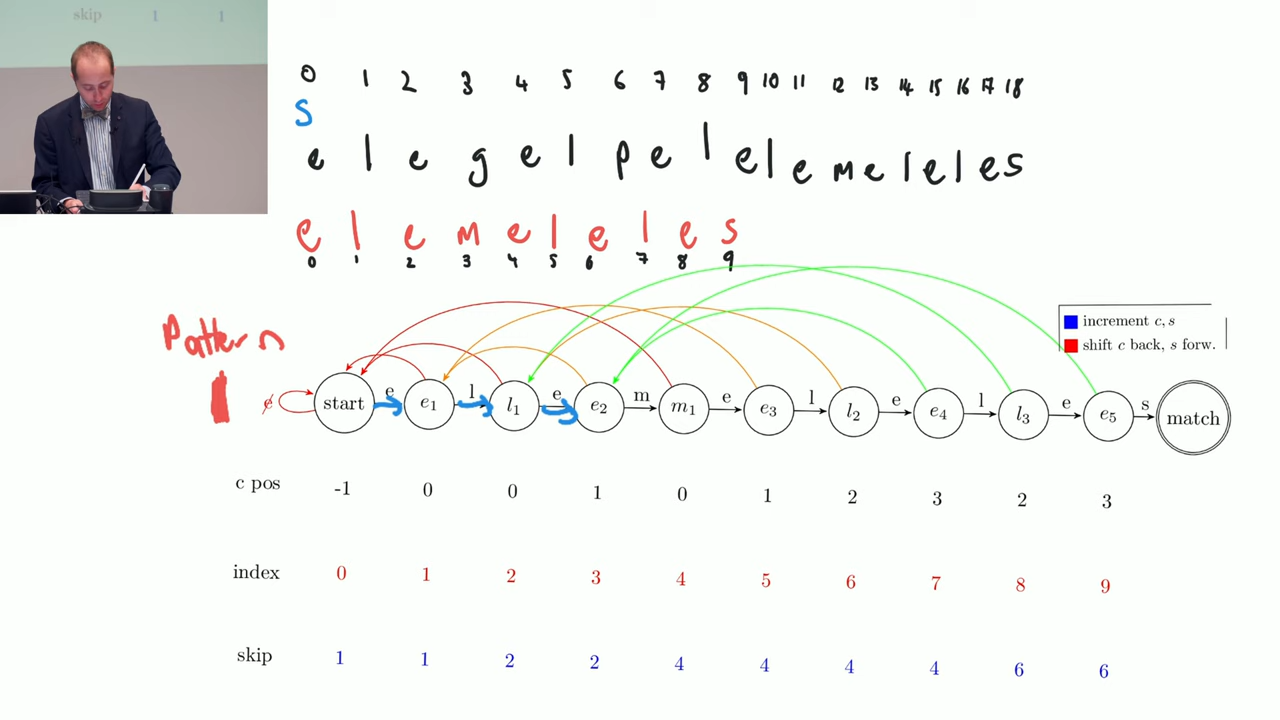 skip 1 1
0 1 2 3 4 5 6 7 8 9 10 11 12 13 14 15 16 17 18
S
e l e g e l p e l e l e m e l e l e s
e l e m e l e l e s
0 1 2 3 4 5 6 7 8 9
Pattern
increment c, s
shift c back, s forw.
e l e m e l e l e s
ɇ start e₁ l₁ e₂ m₁ e₃ l₂ e₄ l₃ e₅ match
c pos -1 0 0 1 0 1 2 3 2 3
index 0 1 2 3 4 5 6 7 8 9
skip 1 1 2 2 4 4 4 4 6 6